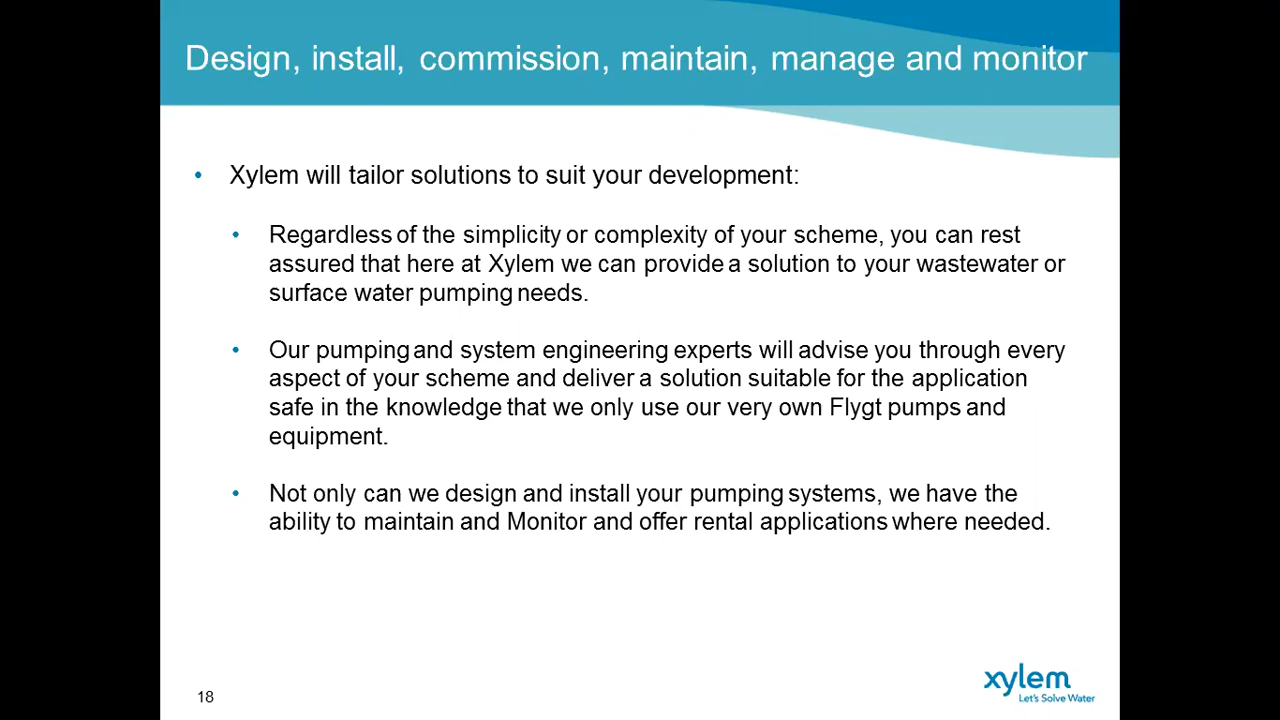 Design, install, commission, maintain, manage and monitor
• Xylem will tailor solutions to suit your development:
• Regardless of the simplicity or complexity of your scheme, you can rest
assured that here at Xylem we can provide a solution to your wastewater or
surface water pumping needs.
• Our pumping and system engineering experts will advise you through every
aspect of your scheme and deliver a solution suitable for the application
safe in the knowledge that we only use our very own Flygt pumps and
equipment.
• Not only can we design and install your pumping systems, we have the
ability to maintain and Monitor and offer rental applications where needed.
18
xylem
Let's Solve Water